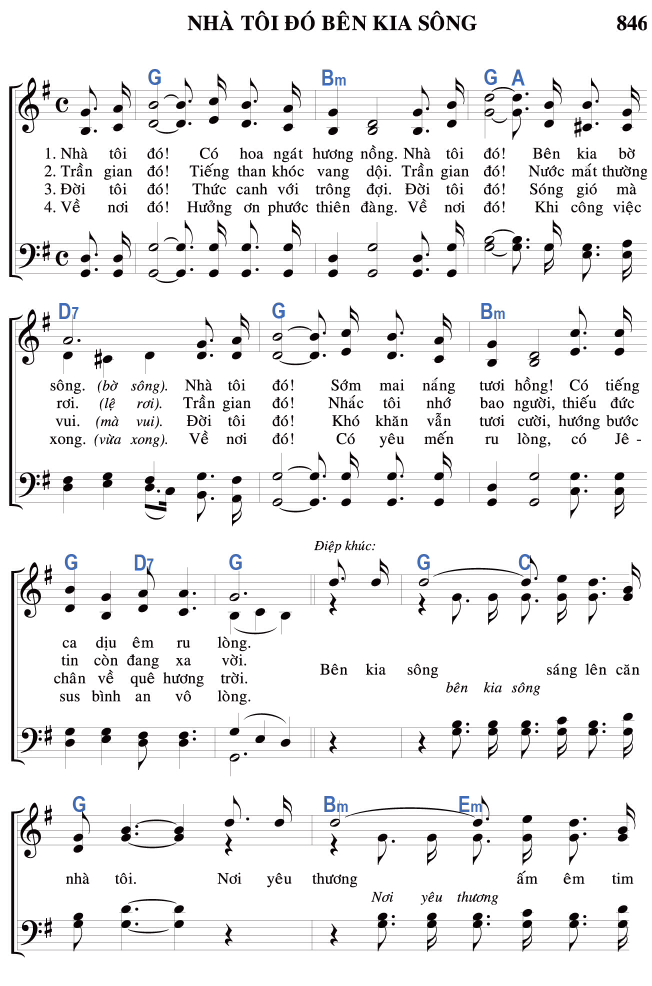 NHÀ TÔI ĐÓ BÊN KIA SÔNG 846
G Bm G A
1. Nhà tôi đó! Có hoa ngát hương nồng. Nhà tôi đó! Bên kia bờ
2. Trần gian đó! Tiếng than khóc vang dội. Trần gian đó! Nước mắt thường
3. Đời tôi đó! Thức canh với trông đợi. Đời tôi đó! Sóng gió mà
4. Về nơi đó! Hưởng ơn phước thiên đàng. Về nơi đó! Khi công việc
D7 G Bm
sông. (bờ sông). Nhà tôi đó! Sớm mai náng tươi hồng! Có tiếng
rơi. (lệ rơi). Trần gian đó! Nhấc tôi nhớ bao người, thiếu đức
vui. (mà vui). Đời tôi đó! Khó khăn vẫn tươi cười, hướng bước
xong. (vừa xong). Về nơi đó! Có yêu mến ru lòng, có Jê -
G D7 G Điệp khúc: G C
ca dịu êm ru lòng.
tin còn đang xa vời.
chân về quê hương trời.
sus bình an vô lòng.
Bên kia sông sáng lên căn
bên kia sông
G Bm Em
nhà tôi. Nơi yêu thương ấm êm tim
Nơi yêu thương